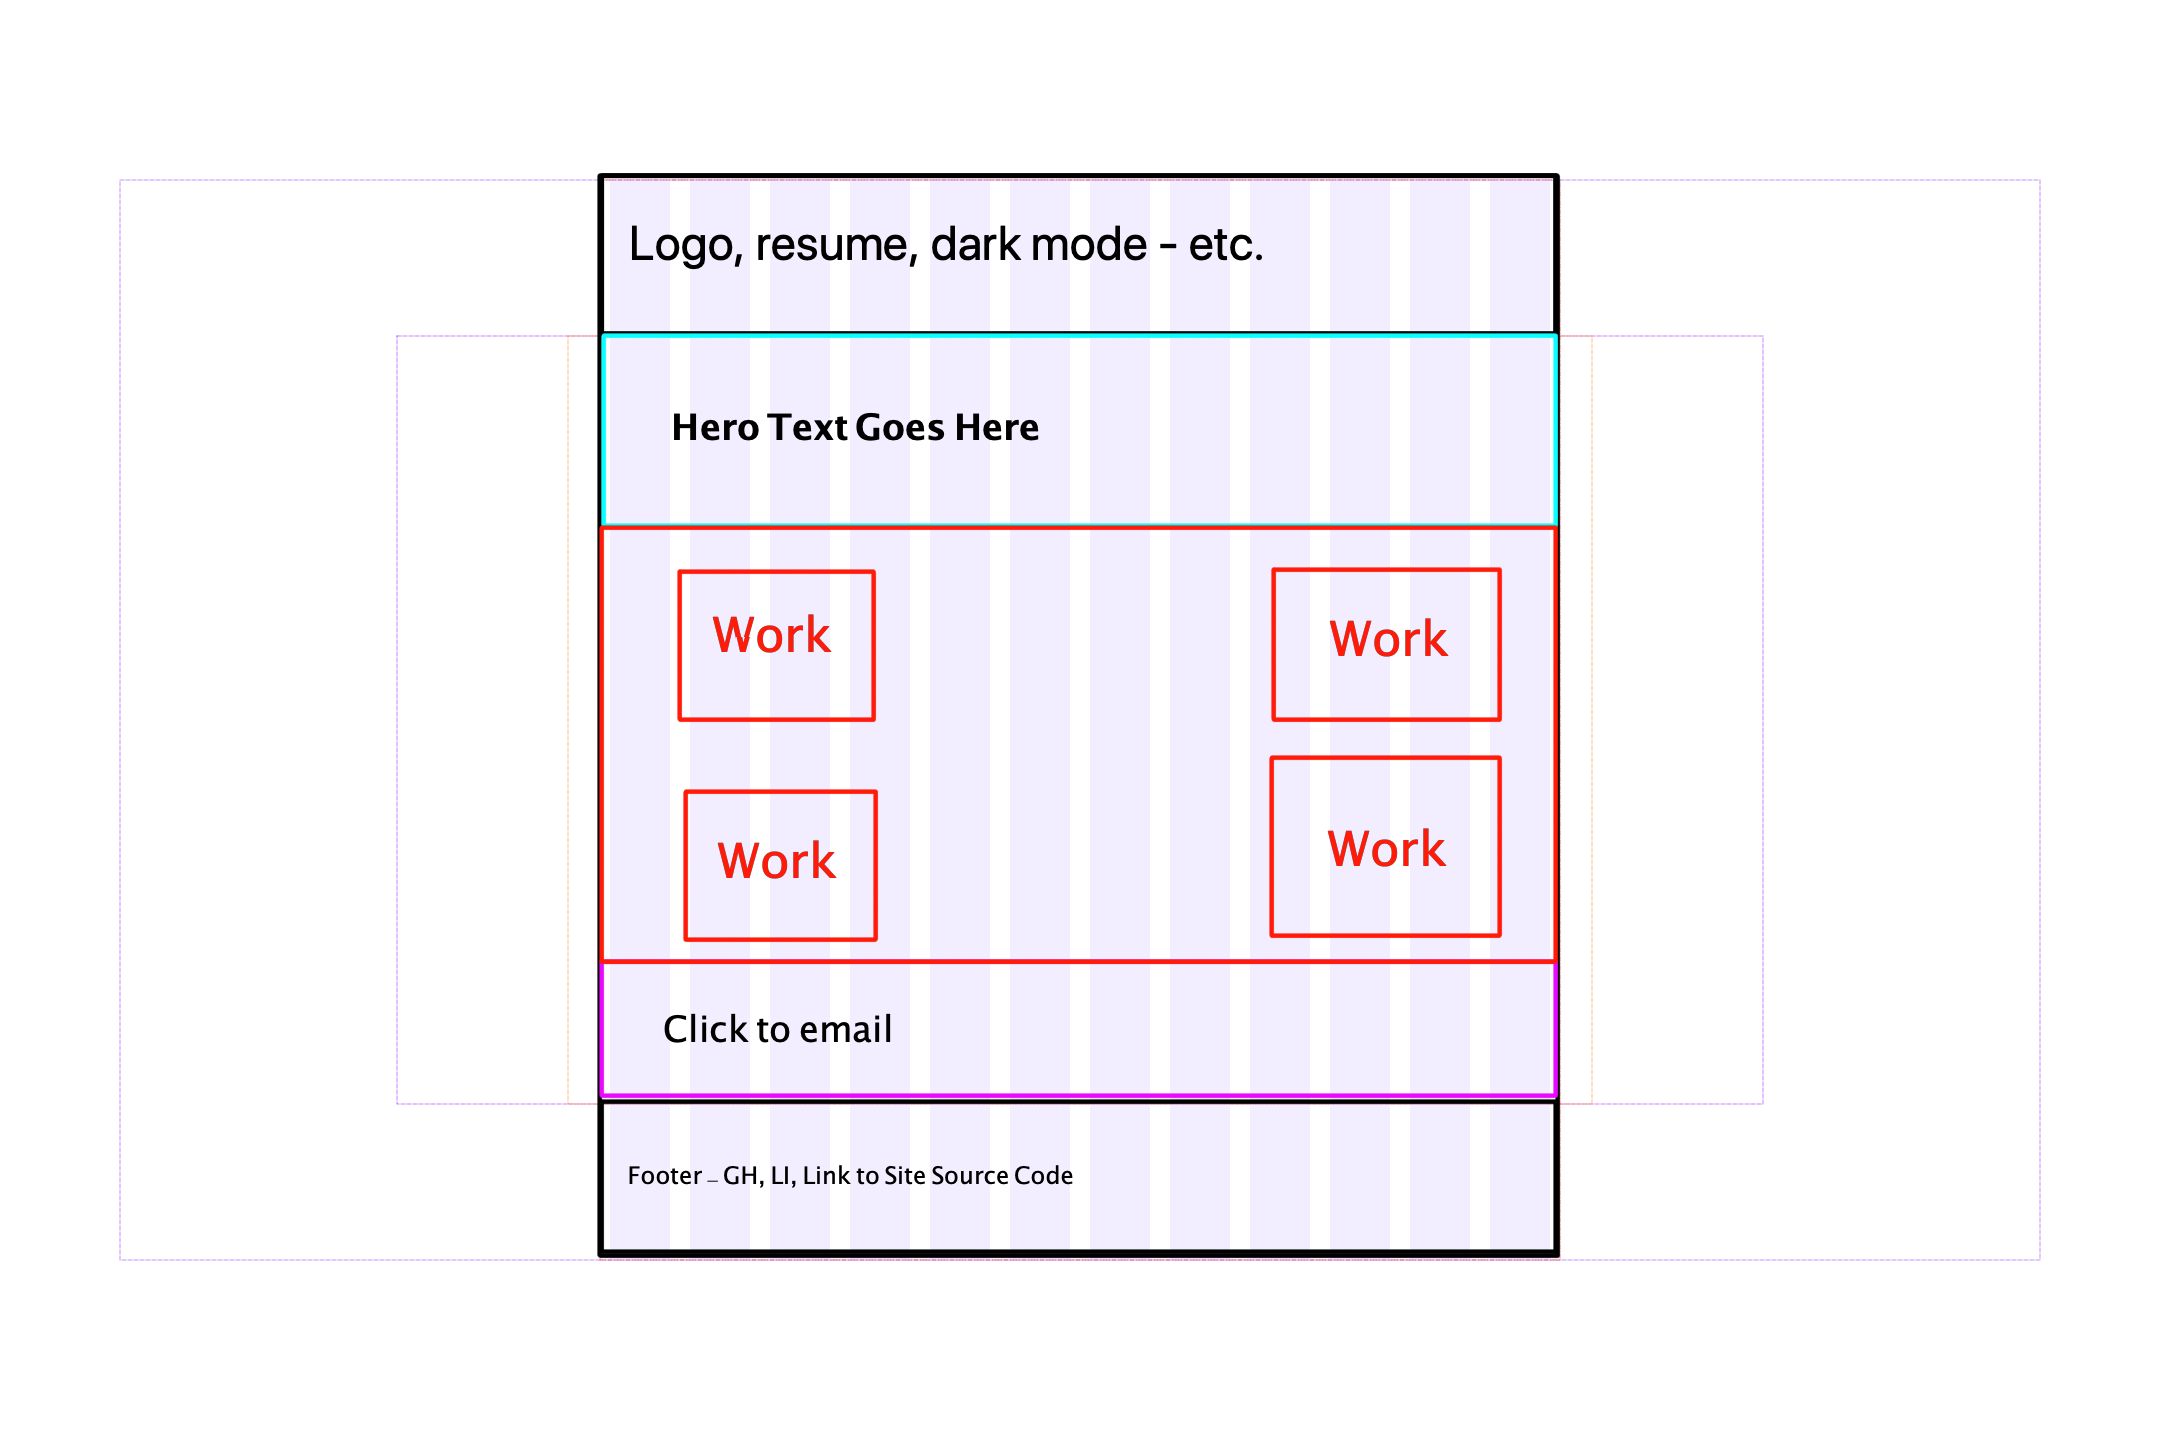 Logo, resume, dark mode - etc.
Hero Text Goes Here
Work
Work
Work
Work
Click to email
Footer – GH, LI, Link to Site Source Code